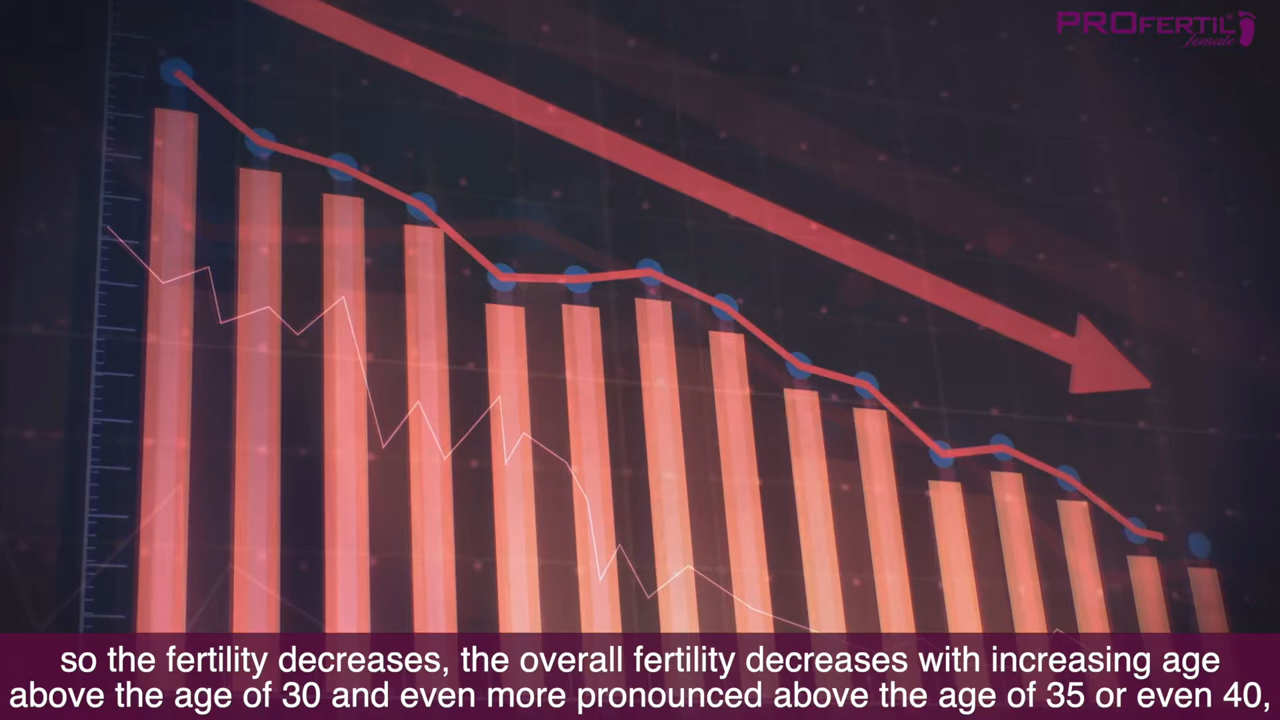 PROFERTIL
female
so the fertility decreases, the overall fertility decreases with increasing age
above the age of 30 and even more pronounced above the age of 35 or even 40,